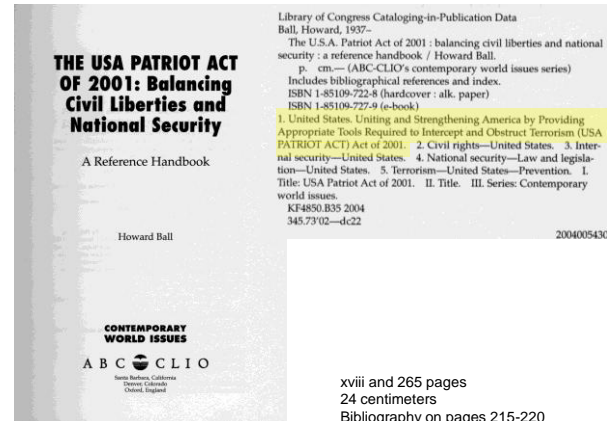 THE USA PATRIOT ACT
OF 2001: Balancing
Civil Liberties and
National Security
A Reference Handbook
Howard Ball
CONTEMPORARY
WORLD ISSUES
ABC CLIO
Santa Barbara, California
Denver, Colorado
Oxford, England
Library of Congress Cataloging-in-Publication Data
Ball, Howard, 1937–
The U.S.A. Patriot Act of 2001 : balancing civil liberties and national
security : a reference handbook / Howard Ball.
p. cm.— (ABC-CLIO's contemporary world issues series)
Includes bibliographical references and index.
ISBN 1-85109-722-8 (hardcover : alk. paper)
ISBN 1-85109-727-9 (e-book)
1. United States. Uniting and Strengthening America by Providing
Appropriate Tools Required to Intercept and Obstruct Terrorism (USA
PATRIOT ACT) Act of 2001. 2. Civil rights—United States. 3. Inter-
nal security—United States. 4. National security—Law and legisla-
tion—United States. 5. Terrorism—United States—Prevention. I.
Title: USA Patriot Act of 2001. II. Title. III. Series: Contemporary
world issues.
KF4850.B35 2004
345.73'02—dc22
2004005430
xviii and 265 pages
24 centimeters
Bibliography on pages 215-220